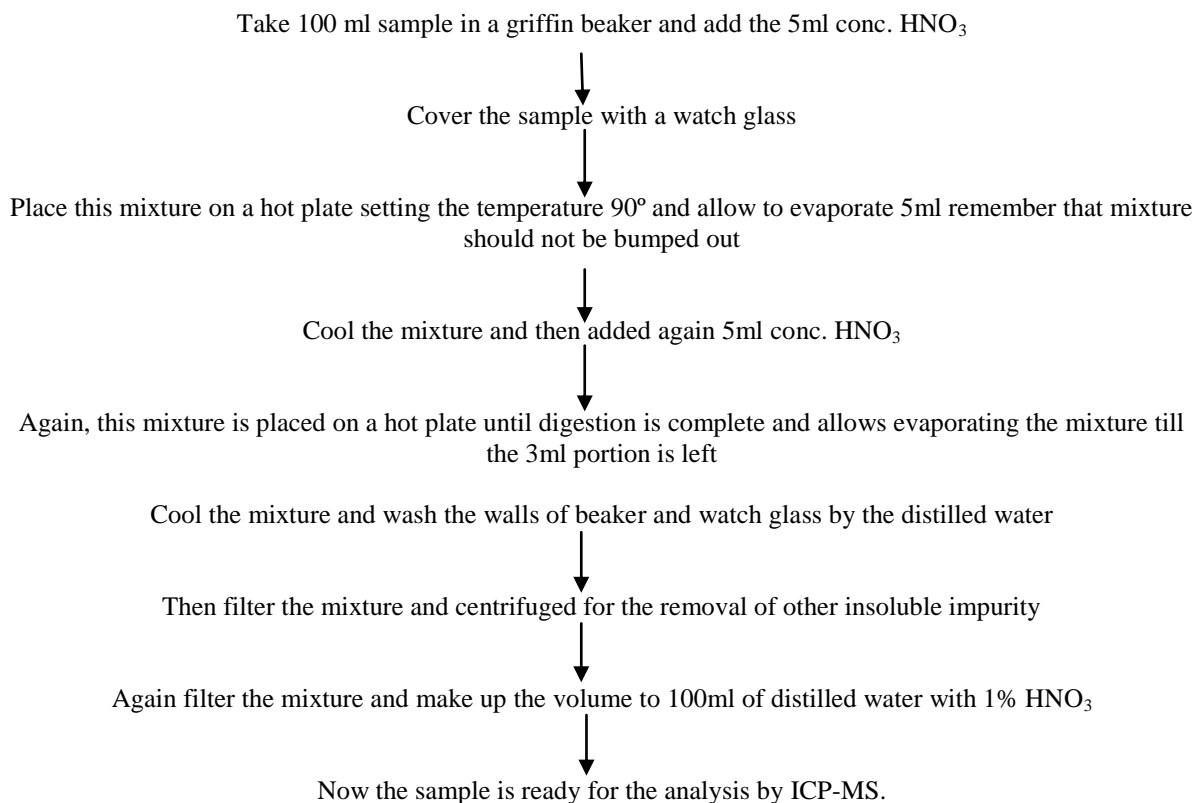 Take 100 ml sample in a griffin beaker and add the 5ml conc. HNO₃
Cover the sample with a watch glass
Place this mixture on a hot plate setting the temperature 90º and allow to evaporate 5ml remember that mixture
should not be bumped out
Cool the mixture and then added again 5ml conc. HNO₃
Again, this mixture is placed on a hot plate until digestion is complete and allows evaporating the mixture till
the 3ml portion is left
Cool the mixture and wash the walls of beaker and watch glass by the distilled water
Then filter the mixture and centrifuged for the removal of other insoluble impurity
Again filter the mixture and make up the volume to 100ml of distilled water with 1% HNO₃
Now the sample is ready for the analysis by ICP-MS.